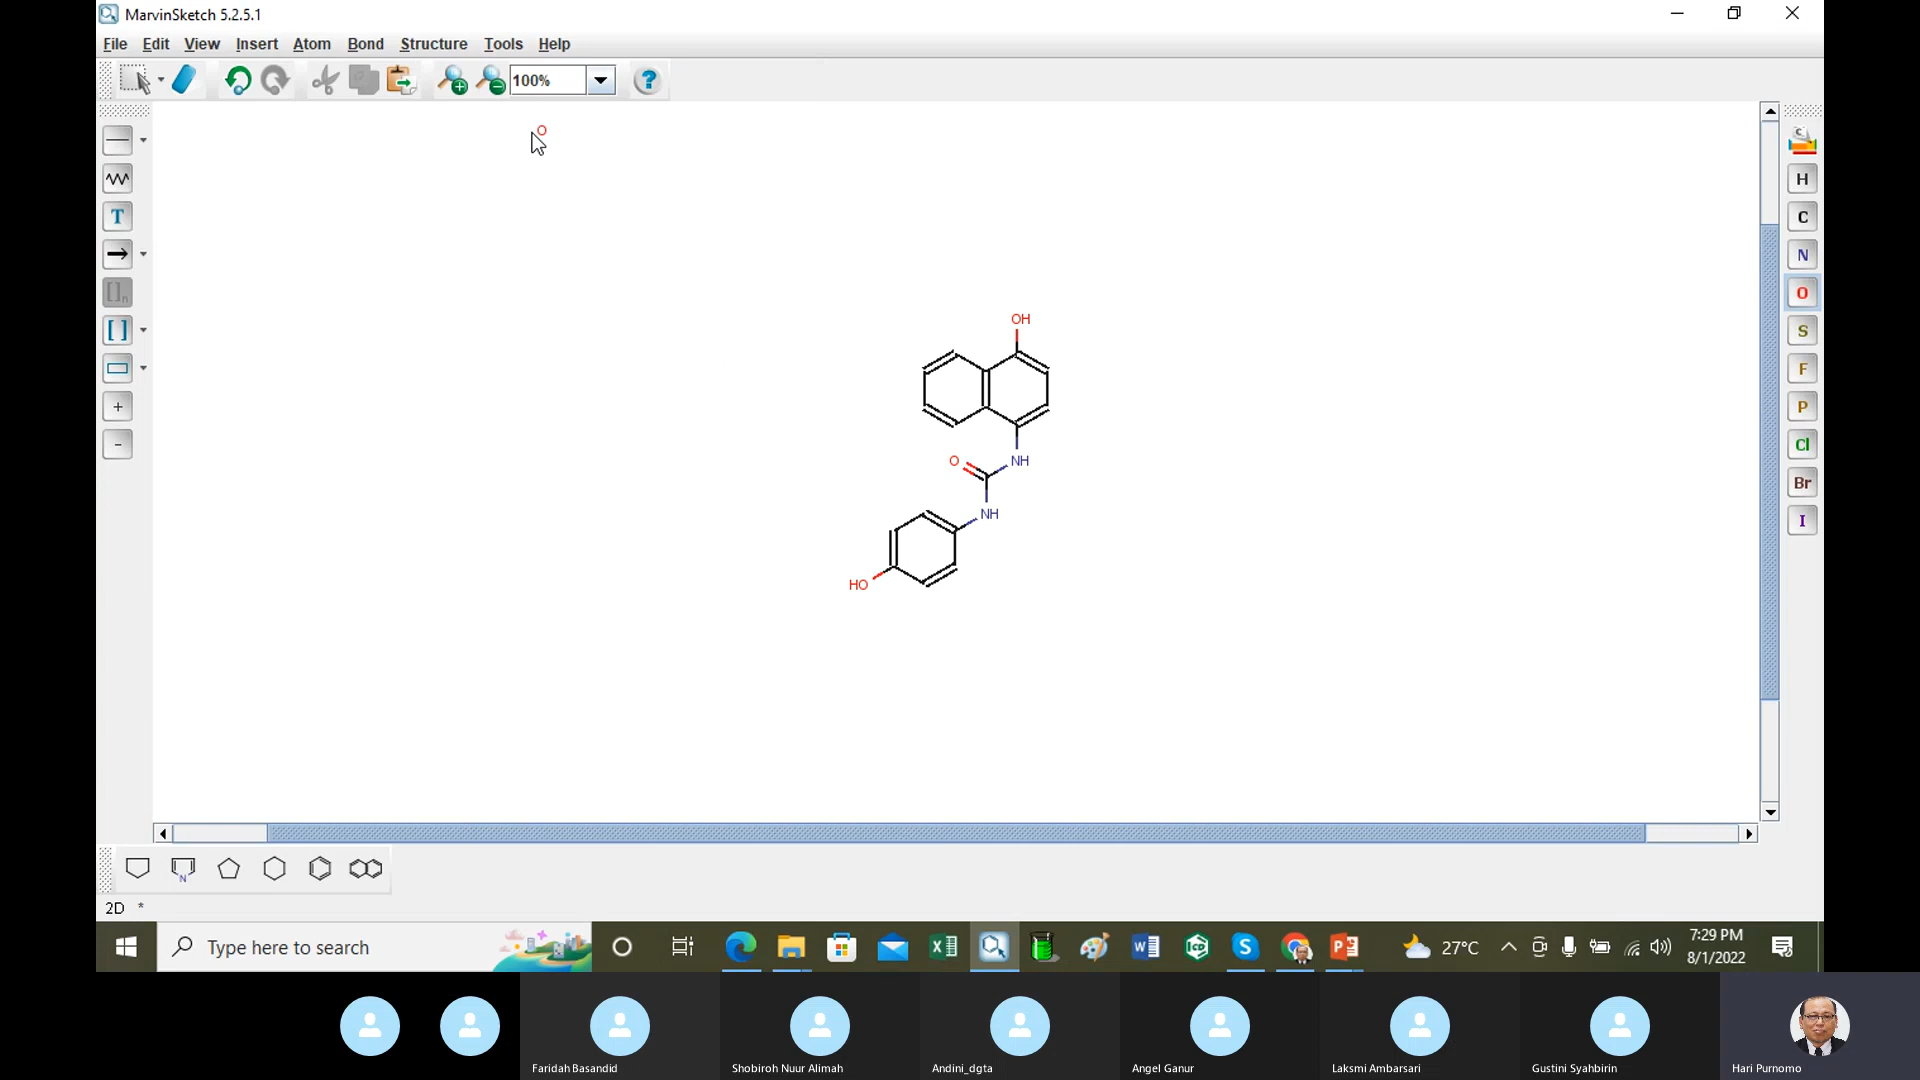 MarvinSketch 5.2.5.1
File Edit View Insert Atom Bond Structure Tools Help
100%
?
O
T
[ ]n
[ ]
+
-
H
C
N
O
S
F
P
Cl
Br
I
OH
O
NH
NH
HO
N
2D *
Type here to search
27°C
7:29 PM
8/1/2022
Faridah Basandid
Shobiroh Nuur Alimah
Andini_dgta
Angel Ganur
Laksmi Ambarsari
Gustini Syahbirin
Hari Purnomo